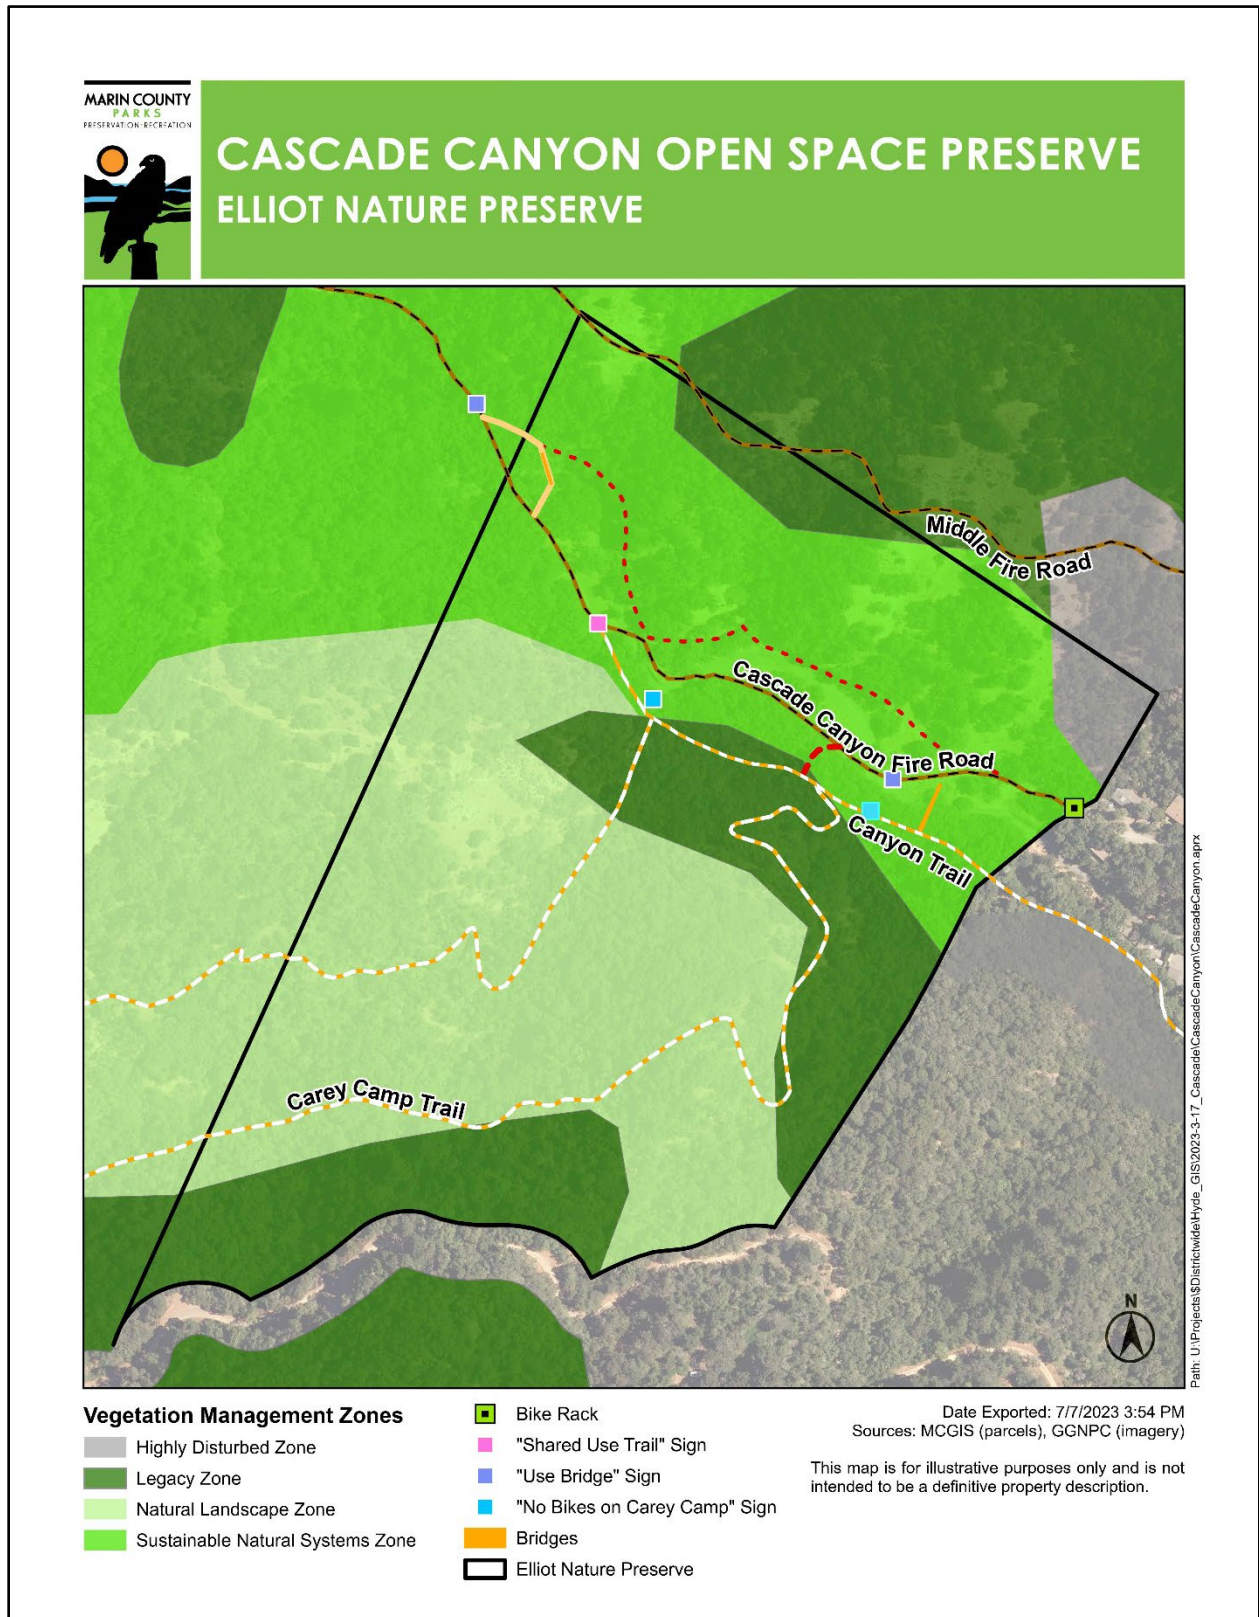 MARIN COUNTY
PARKS
PRESERVATION·RECREATION
CASCADE CANYON OPEN SPACE PRESERVE
ELLIOT NATURE PRESERVE
Middle Fire Road
Cascade Canyon Fire Road
Canyon Trail
Carey Camp Trail
N
Path: U:\Projects\$Districtwide\Hyde_GIS\2023-3-17_Cascade\CascadeCanyon\CascadeCanyon.aprx
Vegetation Management Zones
Highly Disturbed Zone
Legacy Zone
Natural Landscape Zone
Sustainable Natural Systems Zone
Bike Rack
"Shared Use Trail" Sign
"Use Bridge" Sign
"No Bikes on Carey Camp" Sign
Bridges
Elliot Nature Preserve
Date Exported: 7/7/2023 3:54 PM
Sources: MCGIS (parcels), GGNPC (imagery)
This map is for illustrative purposes only and is not
intended to be a definitive property description.